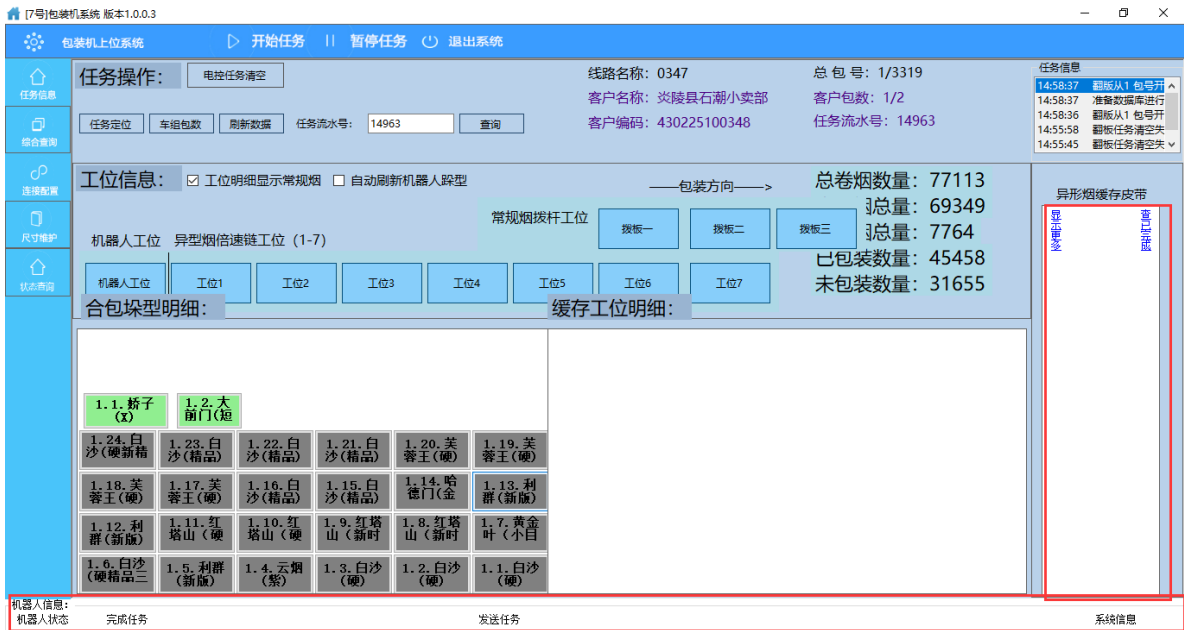 [7号]包装机系统 版本1.0.0.3
包装机上位系统 开始任务 暂停任务 退出系统
任务信息
综合查询
连接配置
尺寸维护
状态查询
任务操作: 电控任务清空
任务定位 车组包数 刷新数据 任务流水号: 14963 查询
线路名称: 0347 总 包 号: 1/3319
客户名称: 炎陵县石潮小卖部 客户包数: 1/2
客户编码: 430225100348 任务流水号: 14963
任务信息
14:58:37 翻版从1 包号开
14:58:37 准备数据库进行
14:58:36 翻版从1 包号开
14:55:58 翻板任务清空失
14:55:45 翻板任务清空失
工位信息: 工位明细显示常规烟 自动刷新机器人跺型
——包装方向——>
总卷烟数量: 77113
烟总量: 69349
烟总量: 7764
已包装数量: 45458
未包装数量: 31655
常规烟拨杆工位 拨板一 拨板二 拨板三
机器人工位 异型烟倍速链工位 (1-7)
机器人工位 工位1 工位2 工位3 工位4 工位5 工位6 工位7
合包垛型明细: 缓存工位明细:
异形烟缓存皮带
显示更多
查已完成
1.1.娇子
(X)
1.2.大
前门(短
1.24.白
沙(硬新精
1.23.白
沙(精品)
1.22.白
沙(精品)
1.21.白
沙(精品)
1.20.芙
蓉王(硬)
1.19.芙
蓉王(硬)
1.18.芙
蓉王(硬)
1.17.芙
蓉王(硬)
1.16.白
沙(精品)
1.15.白
沙(精品)
1.14.哈
德门(金
1.13.利
群(新版)
1.12.利
群(新版)
1.11.红
塔山(硬
1.10.红
塔山(硬
1.9.红塔
山(新时
1.8.红塔
山(新时
1.7.黄金
叶(小目
1.6.白沙
(硬精品三
1.5.利群
(新版)
1.4.云烟
(紫)
1.3.白沙
(硬)
1.2.白沙
(硬)
1.1.白沙
(硬)
机器人信息:
机器人状态 完成任务 发送任务 系统信息